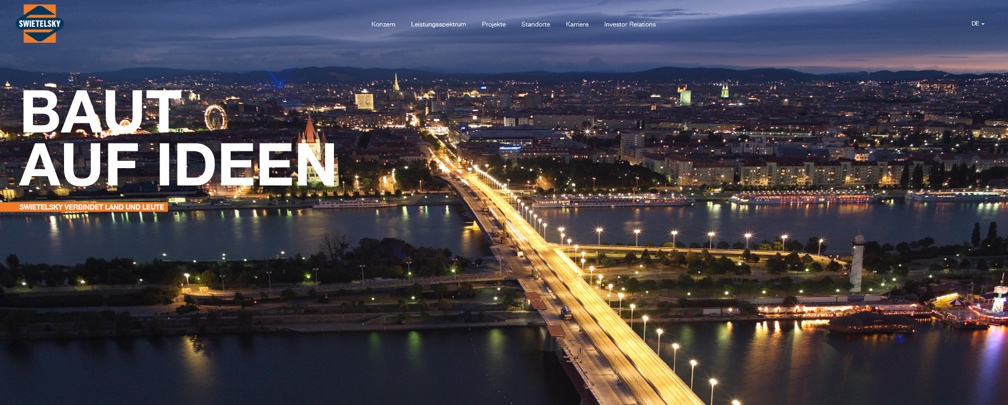 SWIETELSKY
Konzern Leistungsspektrum Projekte Standorte Karriere Investor Relations DE
BAUT
AUF IDEEN
SWIETELSKY VERBINDET LAND UND LEUTE